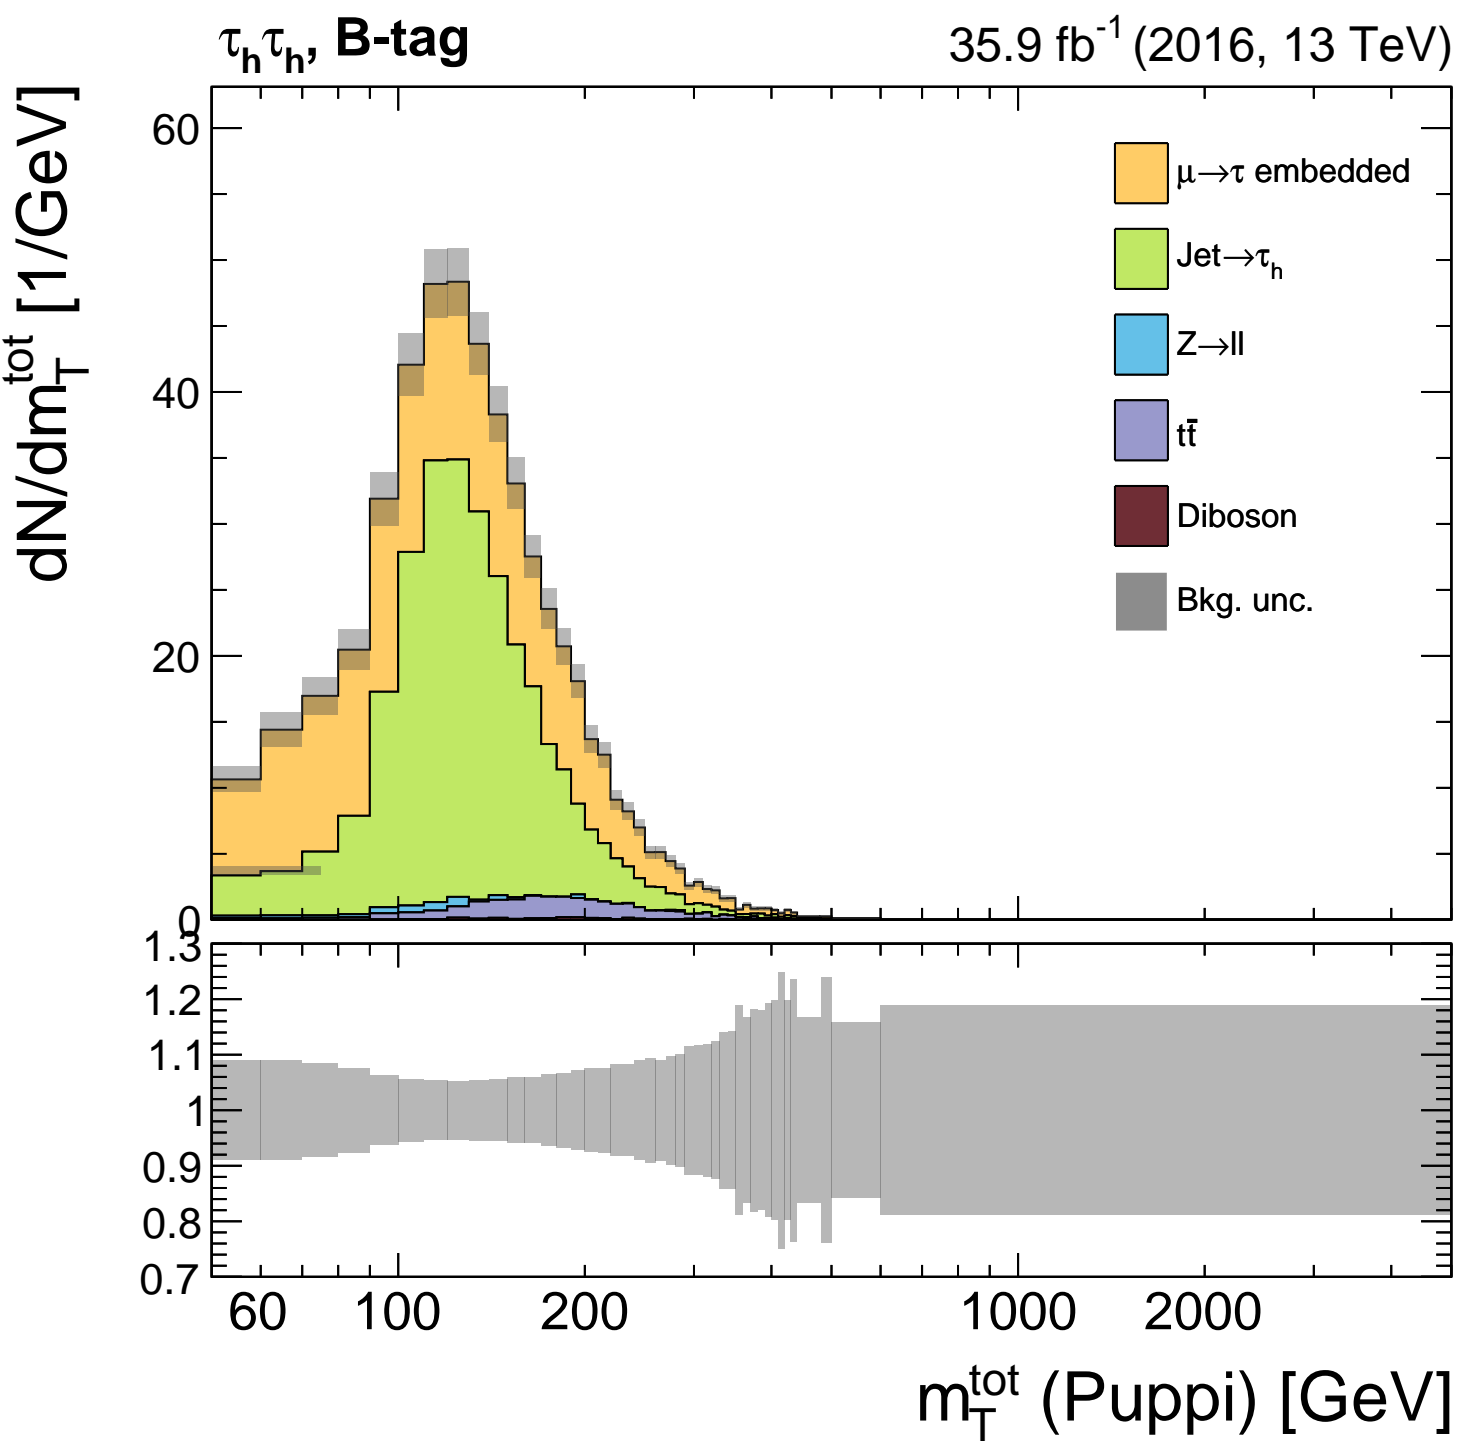 τhτh, B-tag
35.9 fb-1 (2016, 13 TeV)
dN/dmTtot [1/GeV]
60
40
20
0
μ→τ embedded
Jet→τh
Z→ll
tt̄
Diboson
Bkg. unc.
1.3
1.2
1.1
1
0.9
0.8
0.7
60 100 200 1000 2000
mTtot (Puppi) [GeV]